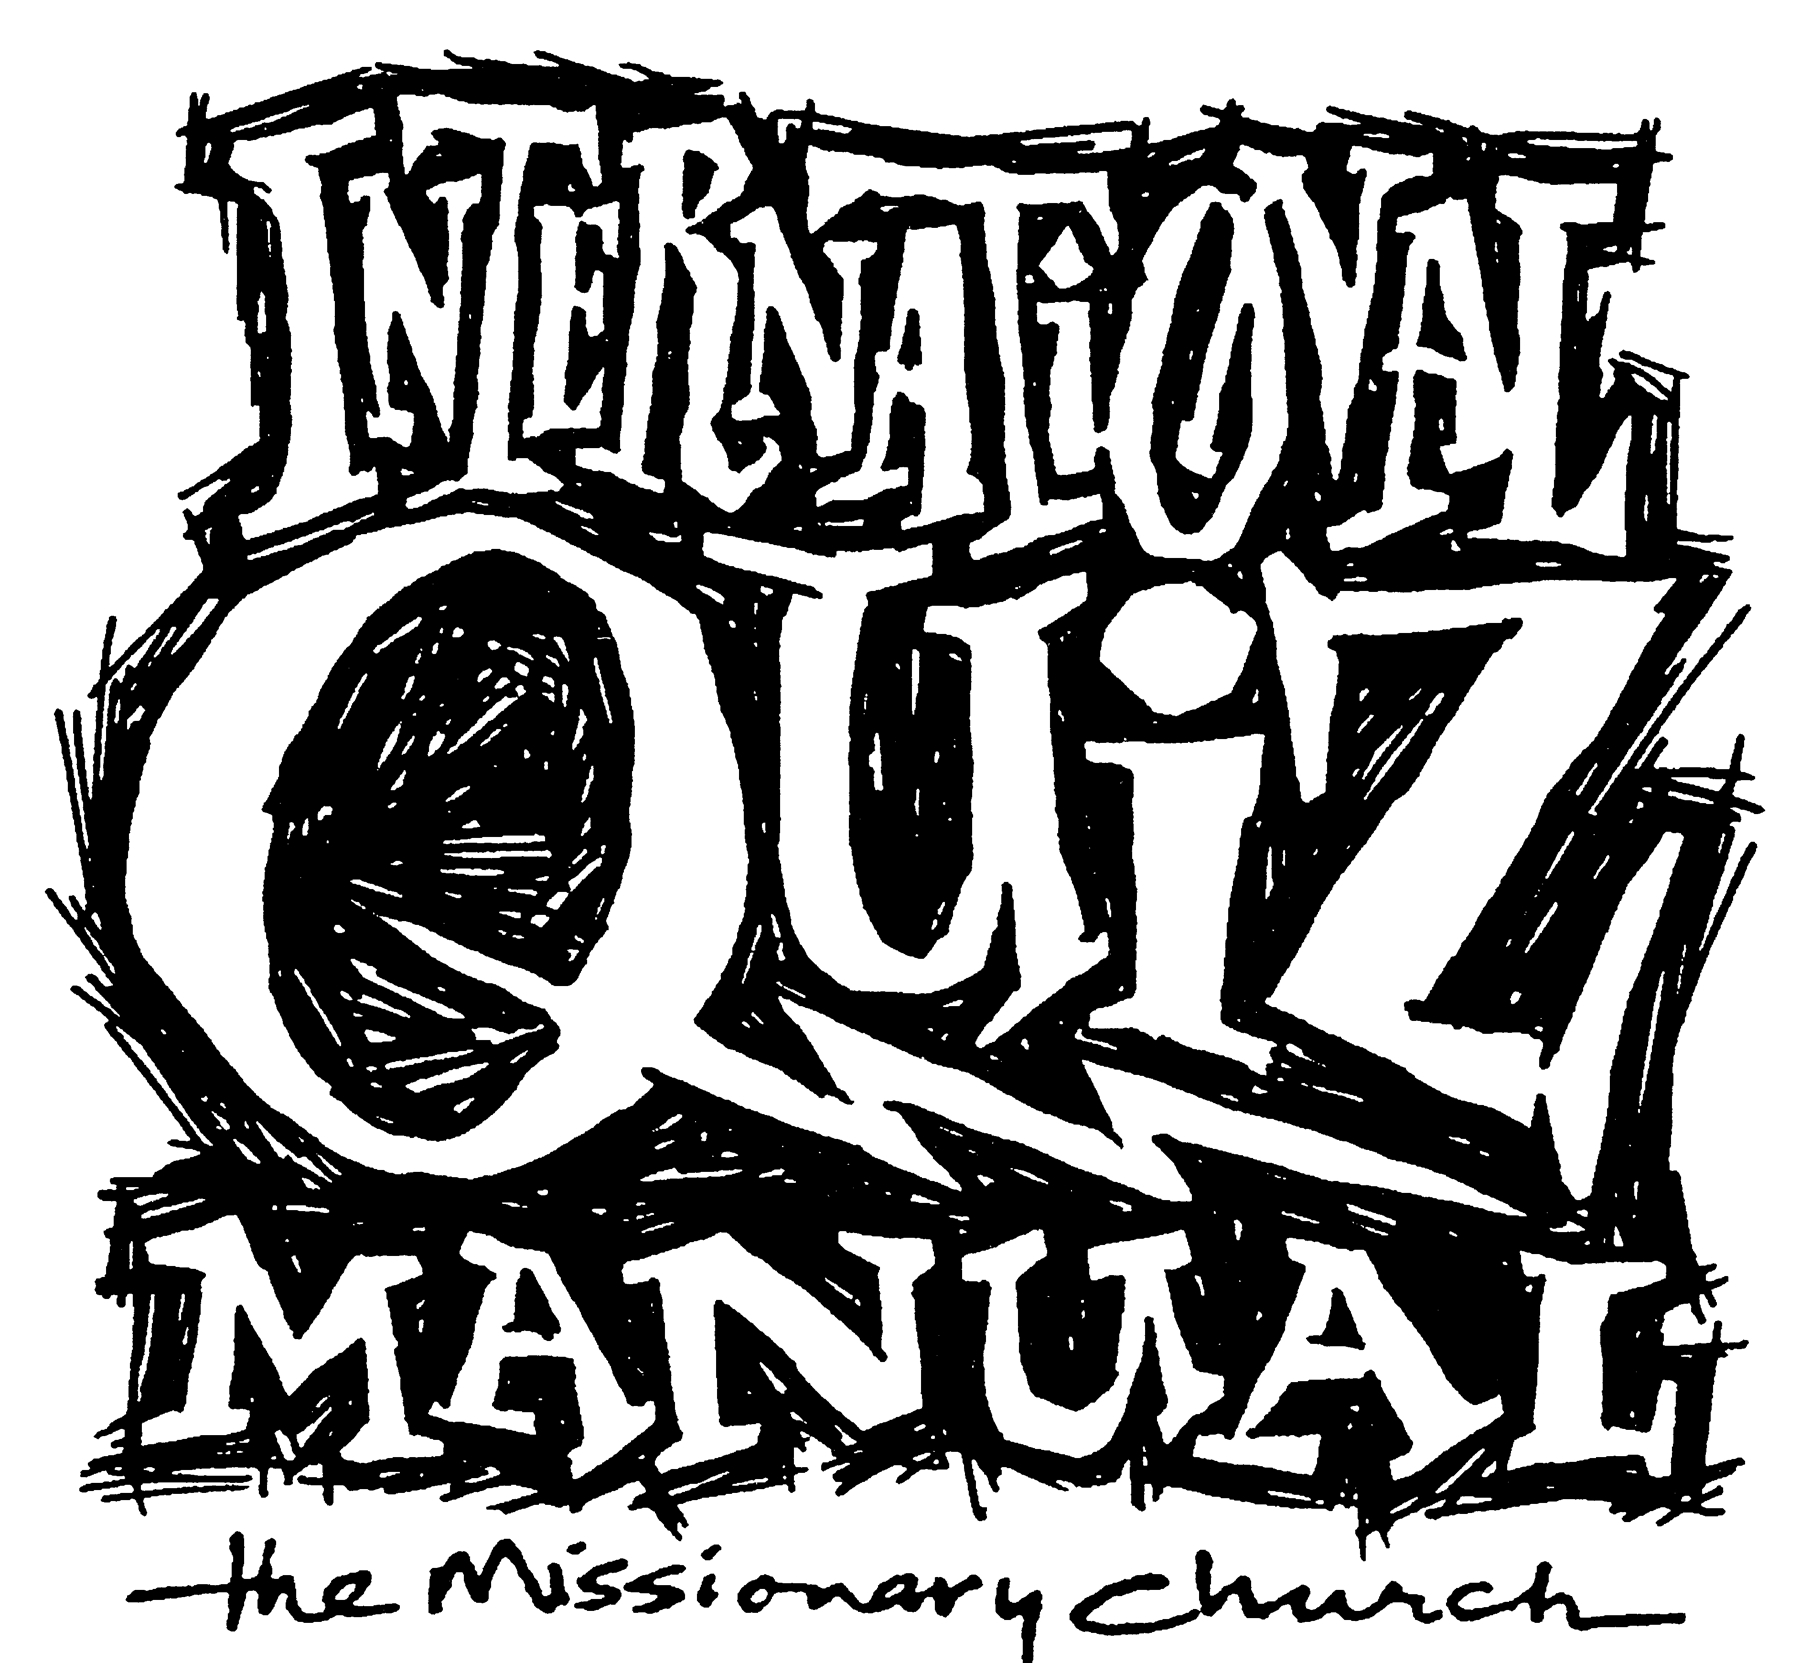 INTERNATiONAL
QUiZ
MANUAL
the Missionary Church